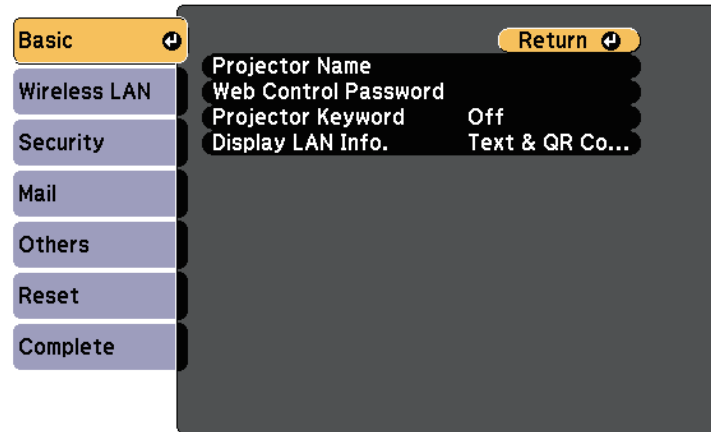 Basic
Wireless LAN
Security
Mail
Others
Reset
Complete
Return
Projector Name
Web Control Password
Projector Keyword Off
Display LAN Info. Text & QR Co...